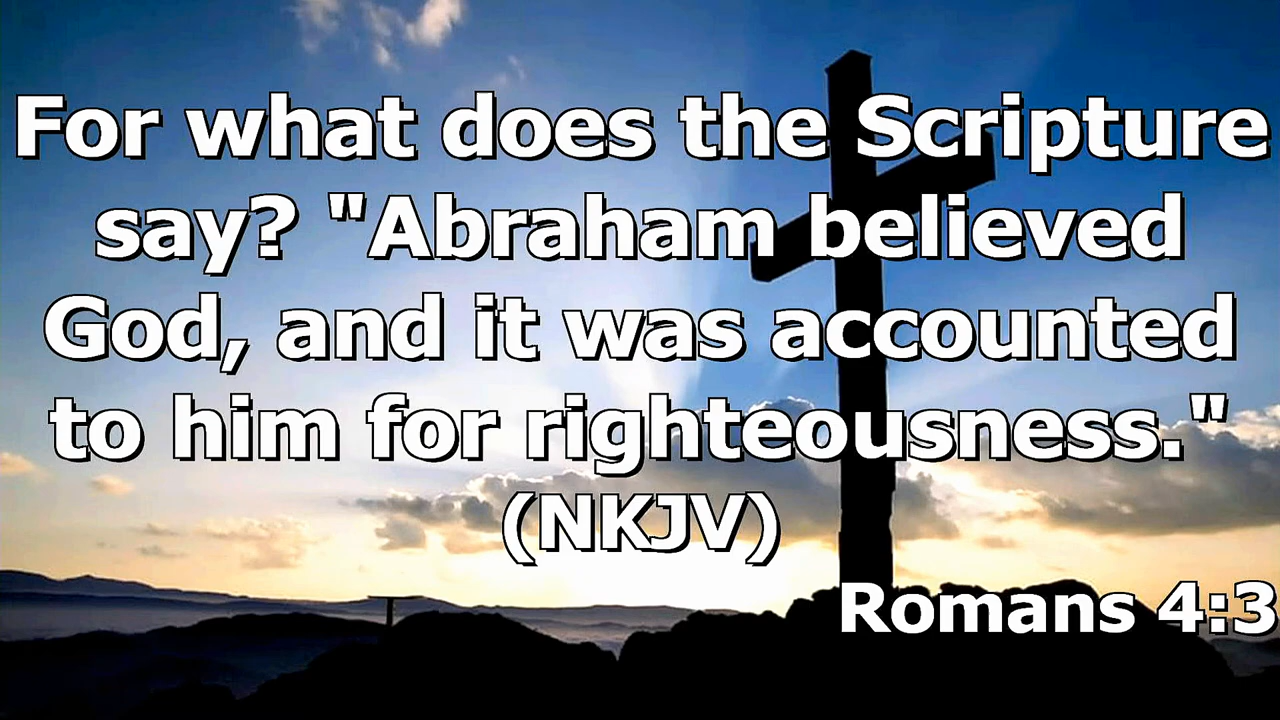 For what does the Scripture
say? "Abraham believed
God, and it was accounted
to him for righteousness."
(NKJV)
Romans 4:3